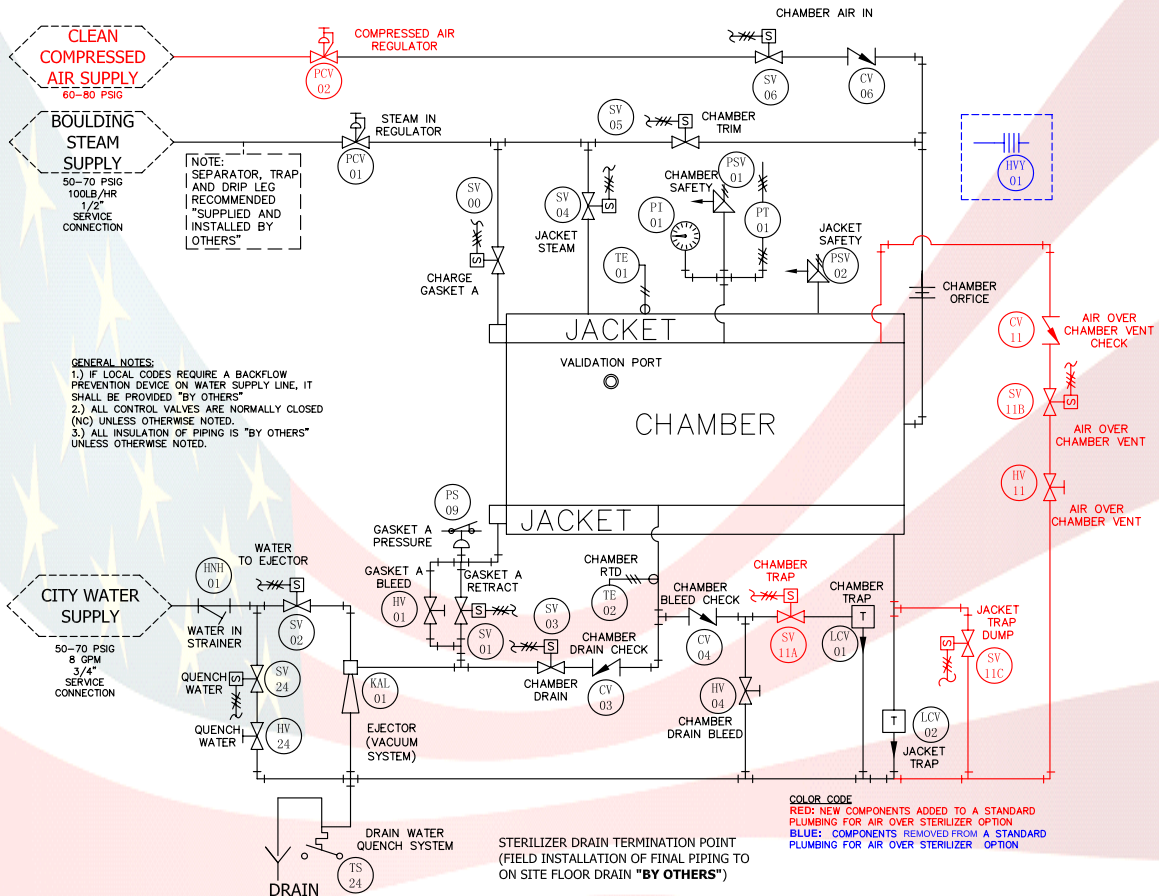 CLEAN
COMPRESSED
AIR SUPPLY
60-80 PSIG
PCV
02
COMPRESSED AIR
REGULATOR
CHAMBER AIR IN
S
SV
06
CV
06
BOULDING
STEAM
SUPPLY
50-70 PSIG
100LB/HR
1/2"
SERVICE
CONNECTION
NOTE:
SEPARATOR, TRAP
AND DRIP LEG
RECOMMENDED
"SUPPLIED AND
INSTALLED BY
OTHERS"
STEAM IN
REGULATOR
PCV
01
SV
05
S
CHAMBER
TRIM
SV
00
S
CHARGE
GASKET A
SV
04
S
JACKET
STEAM
TE
01
CHAMBER
SAFETY
PSV
01
PI
01
PT
01
JACKET
SAFETY
PSV
02
HVY
01
CHAMBER
ORFICE
CV
11
AIR OVER
CHAMBER VENT
CHECK
SV
11B
S
AIR OVER
CHAMBER VENT
HV
11
AIR OVER
CHAMBER VENT
JACKET
VALIDATION PORT
CHAMBER
JACKET
GENERAL NOTES:
1.) IF LOCAL CODES REQUIRE A BACKFLOW
PREVENTION DEVICE ON WATER SUPPLY LINE, IT
SHALL BE PROVIDED "BY OTHERS"
2.) ALL CONTROL VALVES ARE NORMALLY CLOSED
(NC) UNLESS OTHERWISE NOTED.
3.) ALL INSULATION OF PIPING IS "BY OTHERS"
UNLESS OTHERWISE NOTED.
PS
09
GASKET A
PRESSURE
GASKET A
BLEED
GASKET A
RETRACT
HV
01
S
SV
01
CITY WATER
SUPPLY
50-70 PSIG
8 GPM
3/4"
SERVICE
CONNECTION
HNH
01
WATER IN
STRAINER
WATER
TO EJECTOR
S
SV
02
QUENCH
WATER
S
SV
24
QUENCH
WATER
HV
24
KAL
01
EJECTOR
(VACUUM
SYSTEM)
SV
03
S
CHAMBER
DRAIN
CHAMBER
DRAIN CHECK
CV
03
CHAMBER
RTD
TE
02
CHAMBER
BLEED CHECK
CV
04
HV
04
CHAMBER
DRAIN BLEED
CHAMBER
TRAP
S
SV
11A
CHAMBER
TRAP
T
LCV
01
JACKET
TRAP
DUMP
S
SV
11C
T
LCV
02
JACKET
TRAP
DRAIN WATER
QUENCH SYSTEM
TS
24
DRAIN
STERILIZER DRAIN TERMINATION POINT
(FIELD INSTALLATION OF FINAL PIPING TO
ON SITE FLOOR DRAIN "BY OTHERS")
COLOR CODE
RED: NEW COMPONENTS ADDED TO A STANDARD
PLUMBING FOR AIR OVER STERILIZER OPTION
BLUE: COMPONENTS REMOVED FROM A STANDARD
PLUMBING FOR AIR OVER STERILIZER OPTION